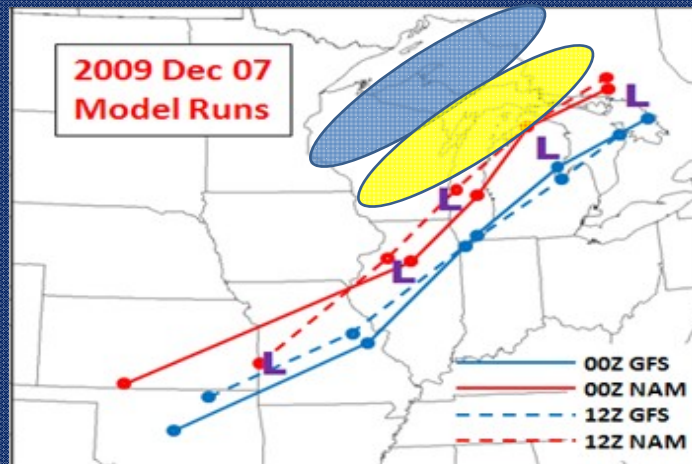 2009 Dec 07
Model Runs
L
L
L
L
L
00Z GFS
00Z NAM
12Z GFS
12Z NAM